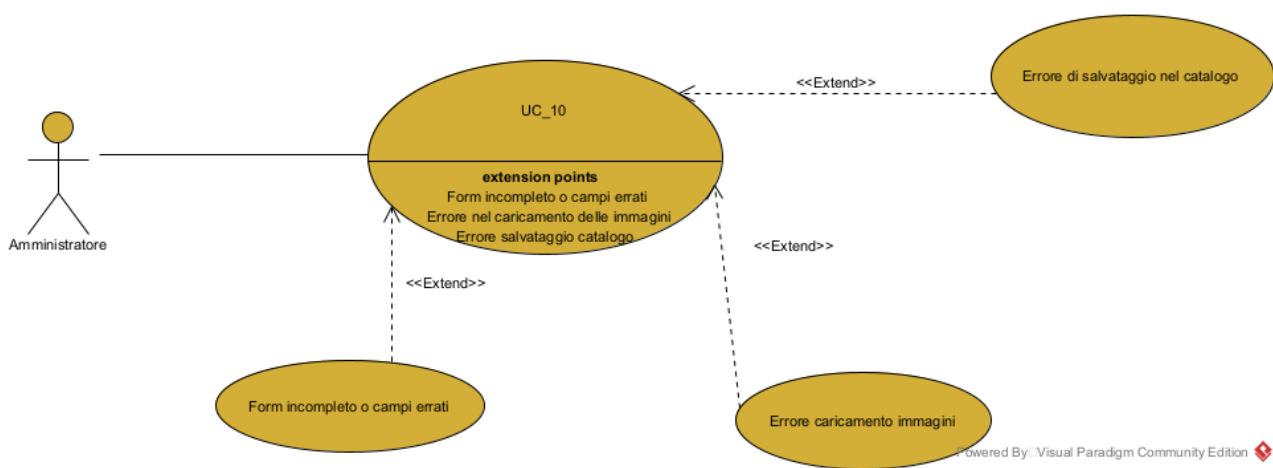 <<Extend>>
Errore di salvataggio nel catalogo
UC_10
extension points
Form incompleto o campi errati
Errore nel caricamento delle immagini
Errore salvataggio catalogo
Amministratore
<<Extend>>
<<Extend>>
Form incompleto o campi errati
Errore caricamento immagini
Powered By Visual Paradigm Community Edition